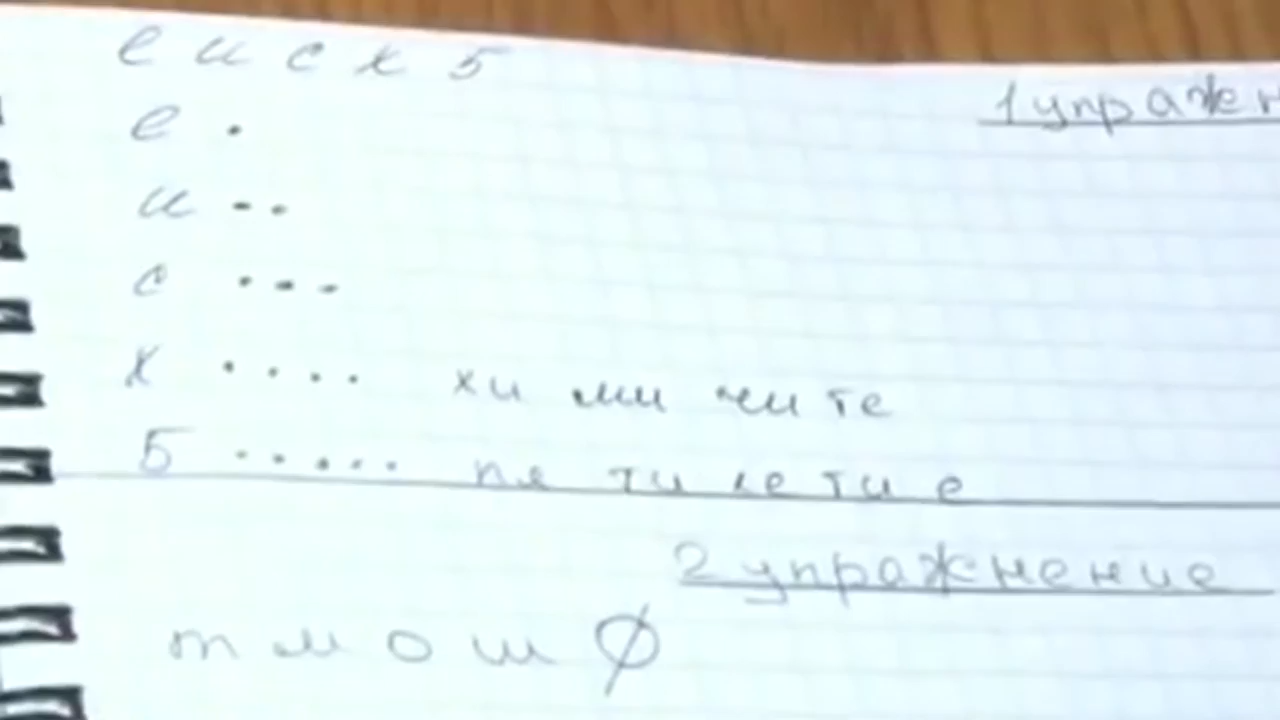 е и с х 5
1 упражн
е .
и ..
с ...
х .... хи ми чи те
5 ..... пя ти ле ти е
2 упражнение
т м о ш Ø